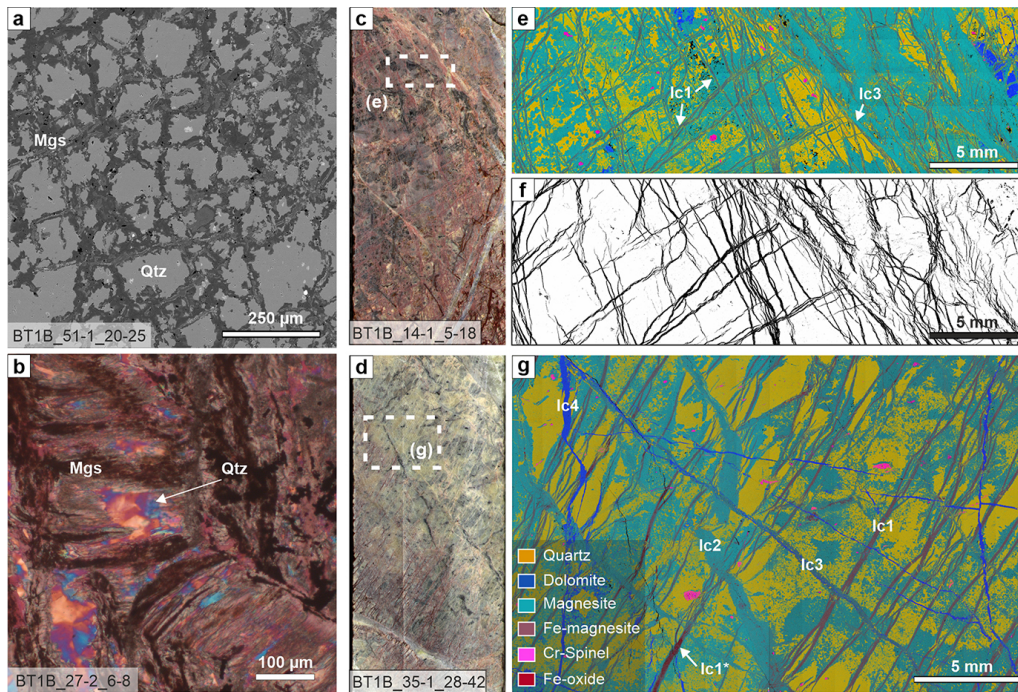 a
Mgs
Qtz
250 µm
BT1B_51-1_20-25
b
Mgs
Qtz
100 µm
BT1B_27-2_6-8
c
(e)
BT1B_14-1_5-18
d
(g)
BT1B_35-1_28-42
e
Ic1
Ic3
5 mm
f
5 mm
g
Ic4
Ic1
Ic2
Ic3
Quartz
Dolomite
Magnesite
Fe-magnesite
Cr-Spinel
Fe-oxide
Ic1*
5 mm